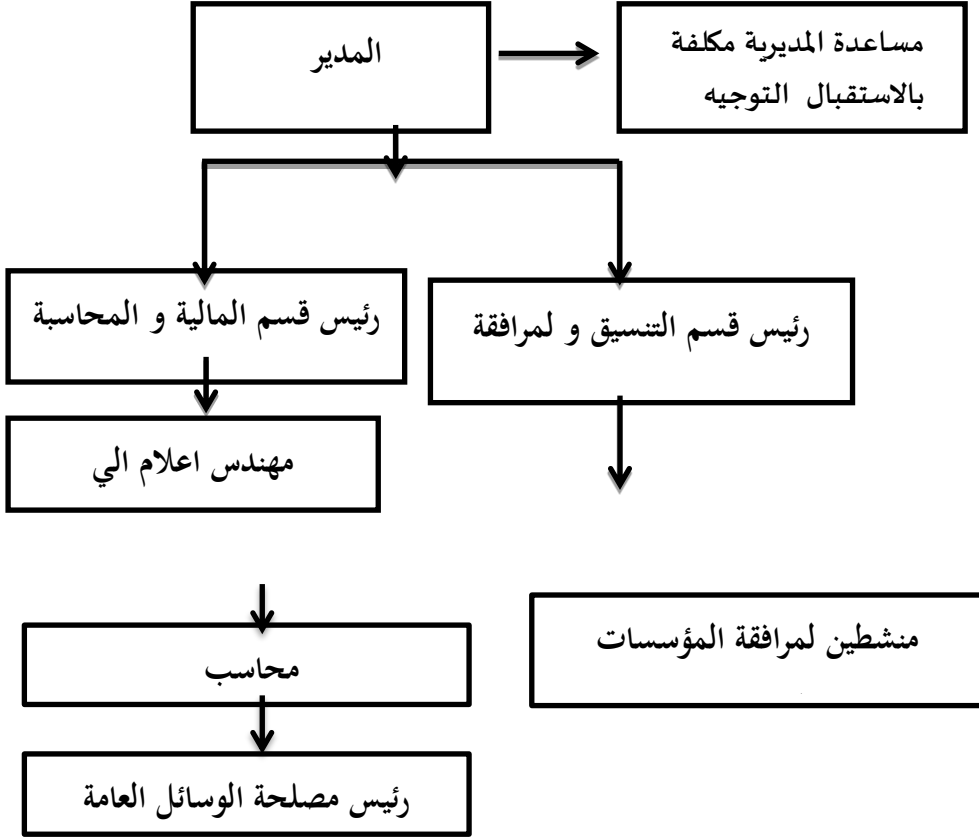 المدير
مساعدة المديرية مكلفة
بالاستقبال التوجيه
رئيس قسم التنسيق و لمرافقة
رئيس قسم المالية و المحاسبة
مهندس اعلام الي
منشطين لمرافقة المؤسسات
محاسب
رئيس مصلحة الوسائل العامة